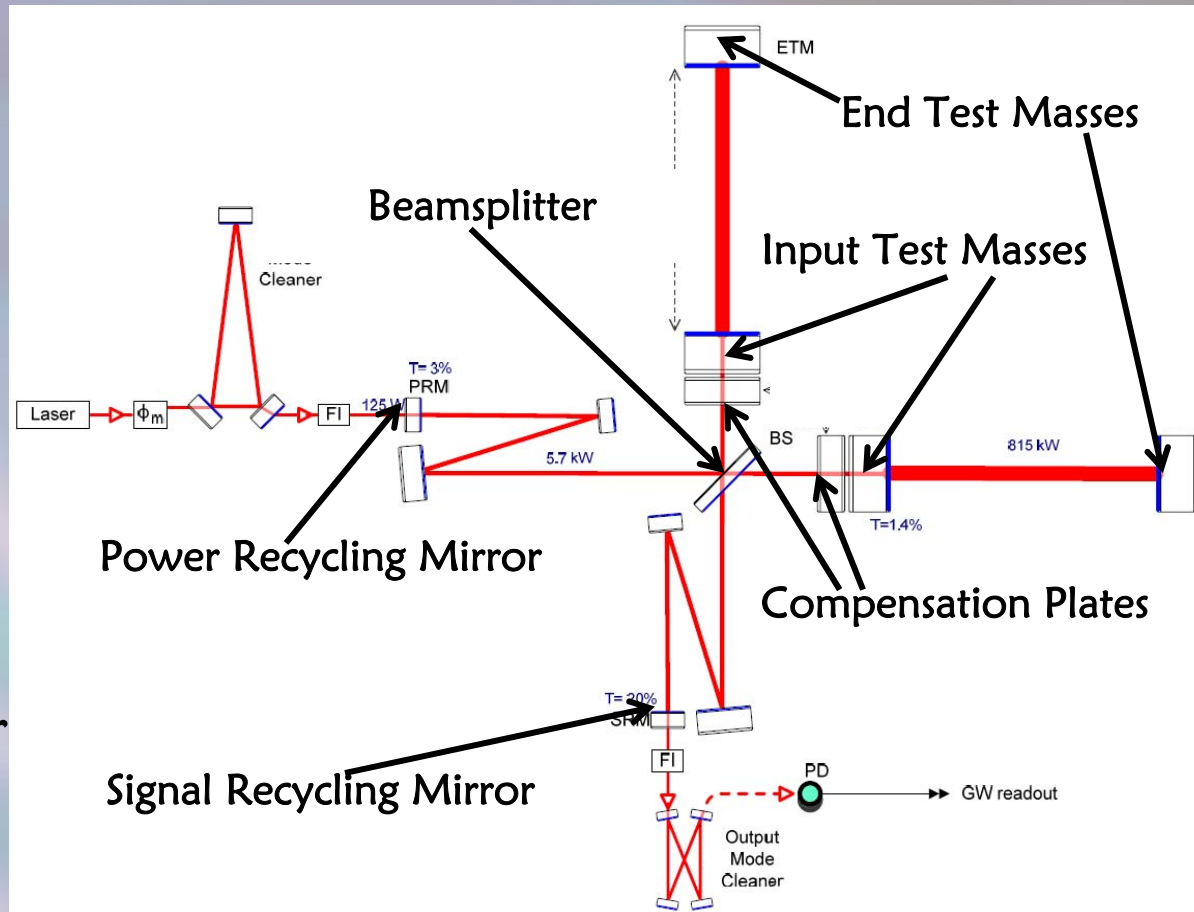 ETM
End Test Masses
Beamsplitter
Input Test Masses
Cleaner
T= 3%
PRM
Laser
ϕm
FI
125 W
BS
5.7 kW
815 kW
T=1.4%
Power Recycling Mirror
Compensation Plates
T= 20%
SRM
FI
Signal Recycling Mirror
PD
GW readout
Output
Mode
Cleaner